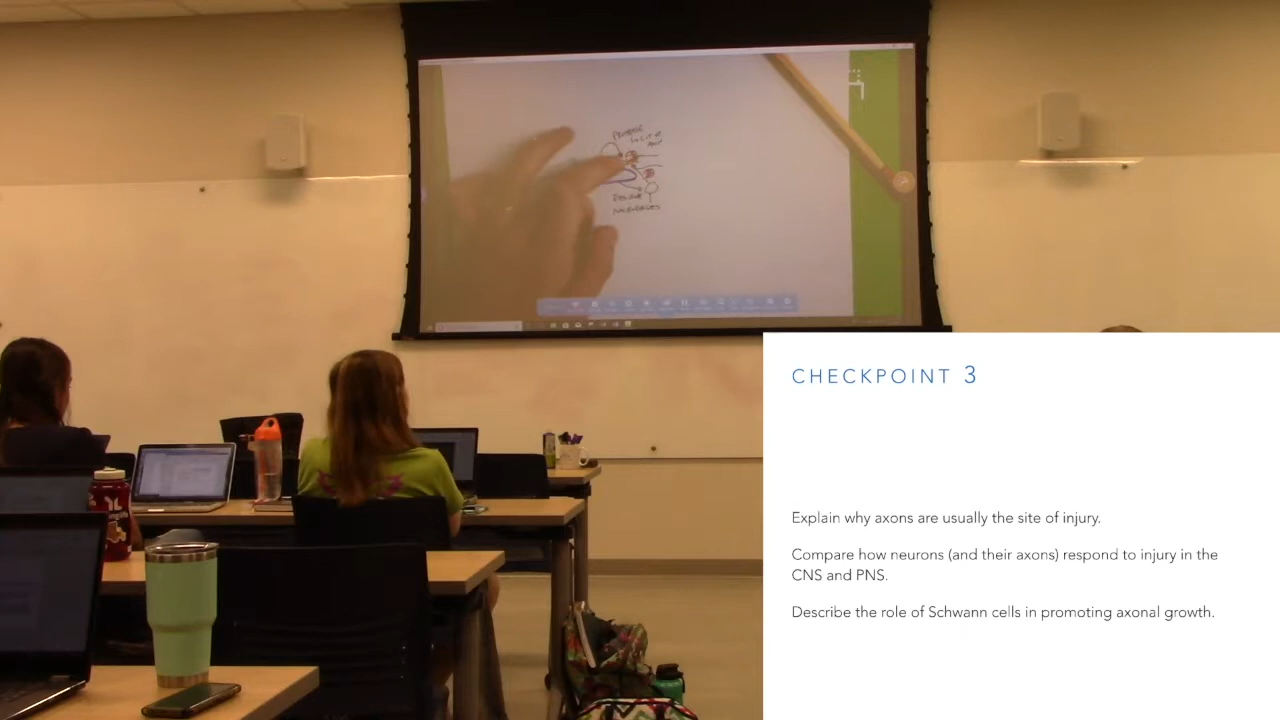 CHECKPOINT 3
Explain why axons are usually the site of injury.
Compare how neurons (and their axons) respond to injury in the
CNS and PNS.
Describe the role of Schwann cells in promoting axonal growth.